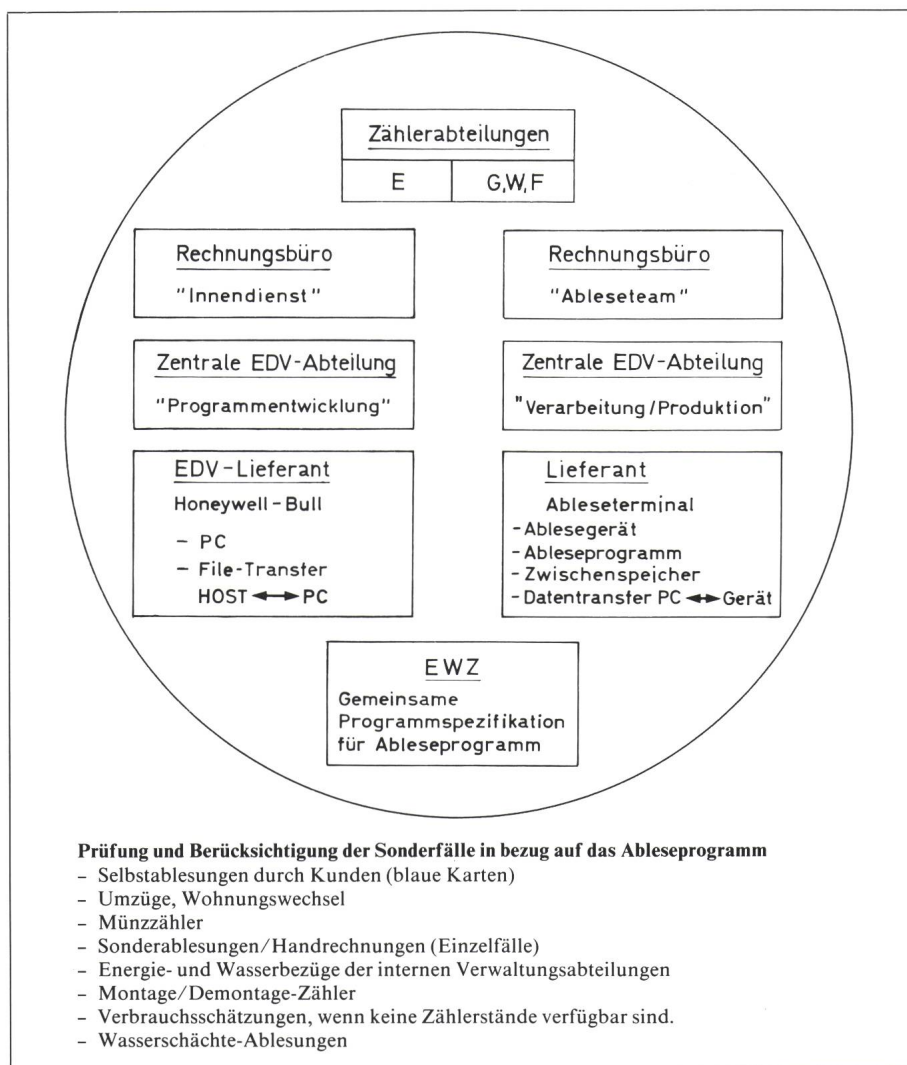 Zählerabteilungen
E G,W,F
Rechnungsbüro
"Innendienst"
Rechnungsbüro
"Ableseteam"
Zentrale EDV-Abteilung
"Programmentwicklung"
Zentrale EDV-Abteilung
"Verarbeitung/Produktion"
EDV-Lieferant
Honeywell-Bull
- PC
- File-Transfer
HOST ↔ PC
Lieferant
Ableseterminal
-Ablesegerät
-Ableseprogramm
-Zwischenspeicher
-Datentransfer PC ↔ Gerät
EWZ
Gemeinsame
Programmspezifikation
für Ableseprogramm
Prüfung und Berücksichtigung der Sonderfälle in bezug auf das Ableseprogramm
– Selbstablesungen durch Kunden (blaue Karten)
– Umzüge, Wohnungswechsel
– Münzzähler
– Sonderablesungen/Handrechnungen (Einzelfälle)
– Energie- und Wasserbezüge der internen Verwaltungsabteilungen
– Montage/Demontage-Zähler
– Verbrauchsschätzungen, wenn keine Zählerstände verfügbar sind.
– Wasserschächte-Ablesungen